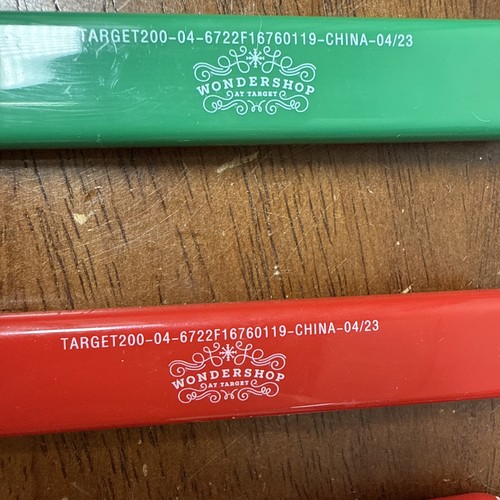 TARGET200-04-6722F16760119-CHINA-04/23
WONDERSHOP
AT TARGET
TARGET200-04-6722F16760119-CHINA-04/23
WONDERSHOP
AT TARGET